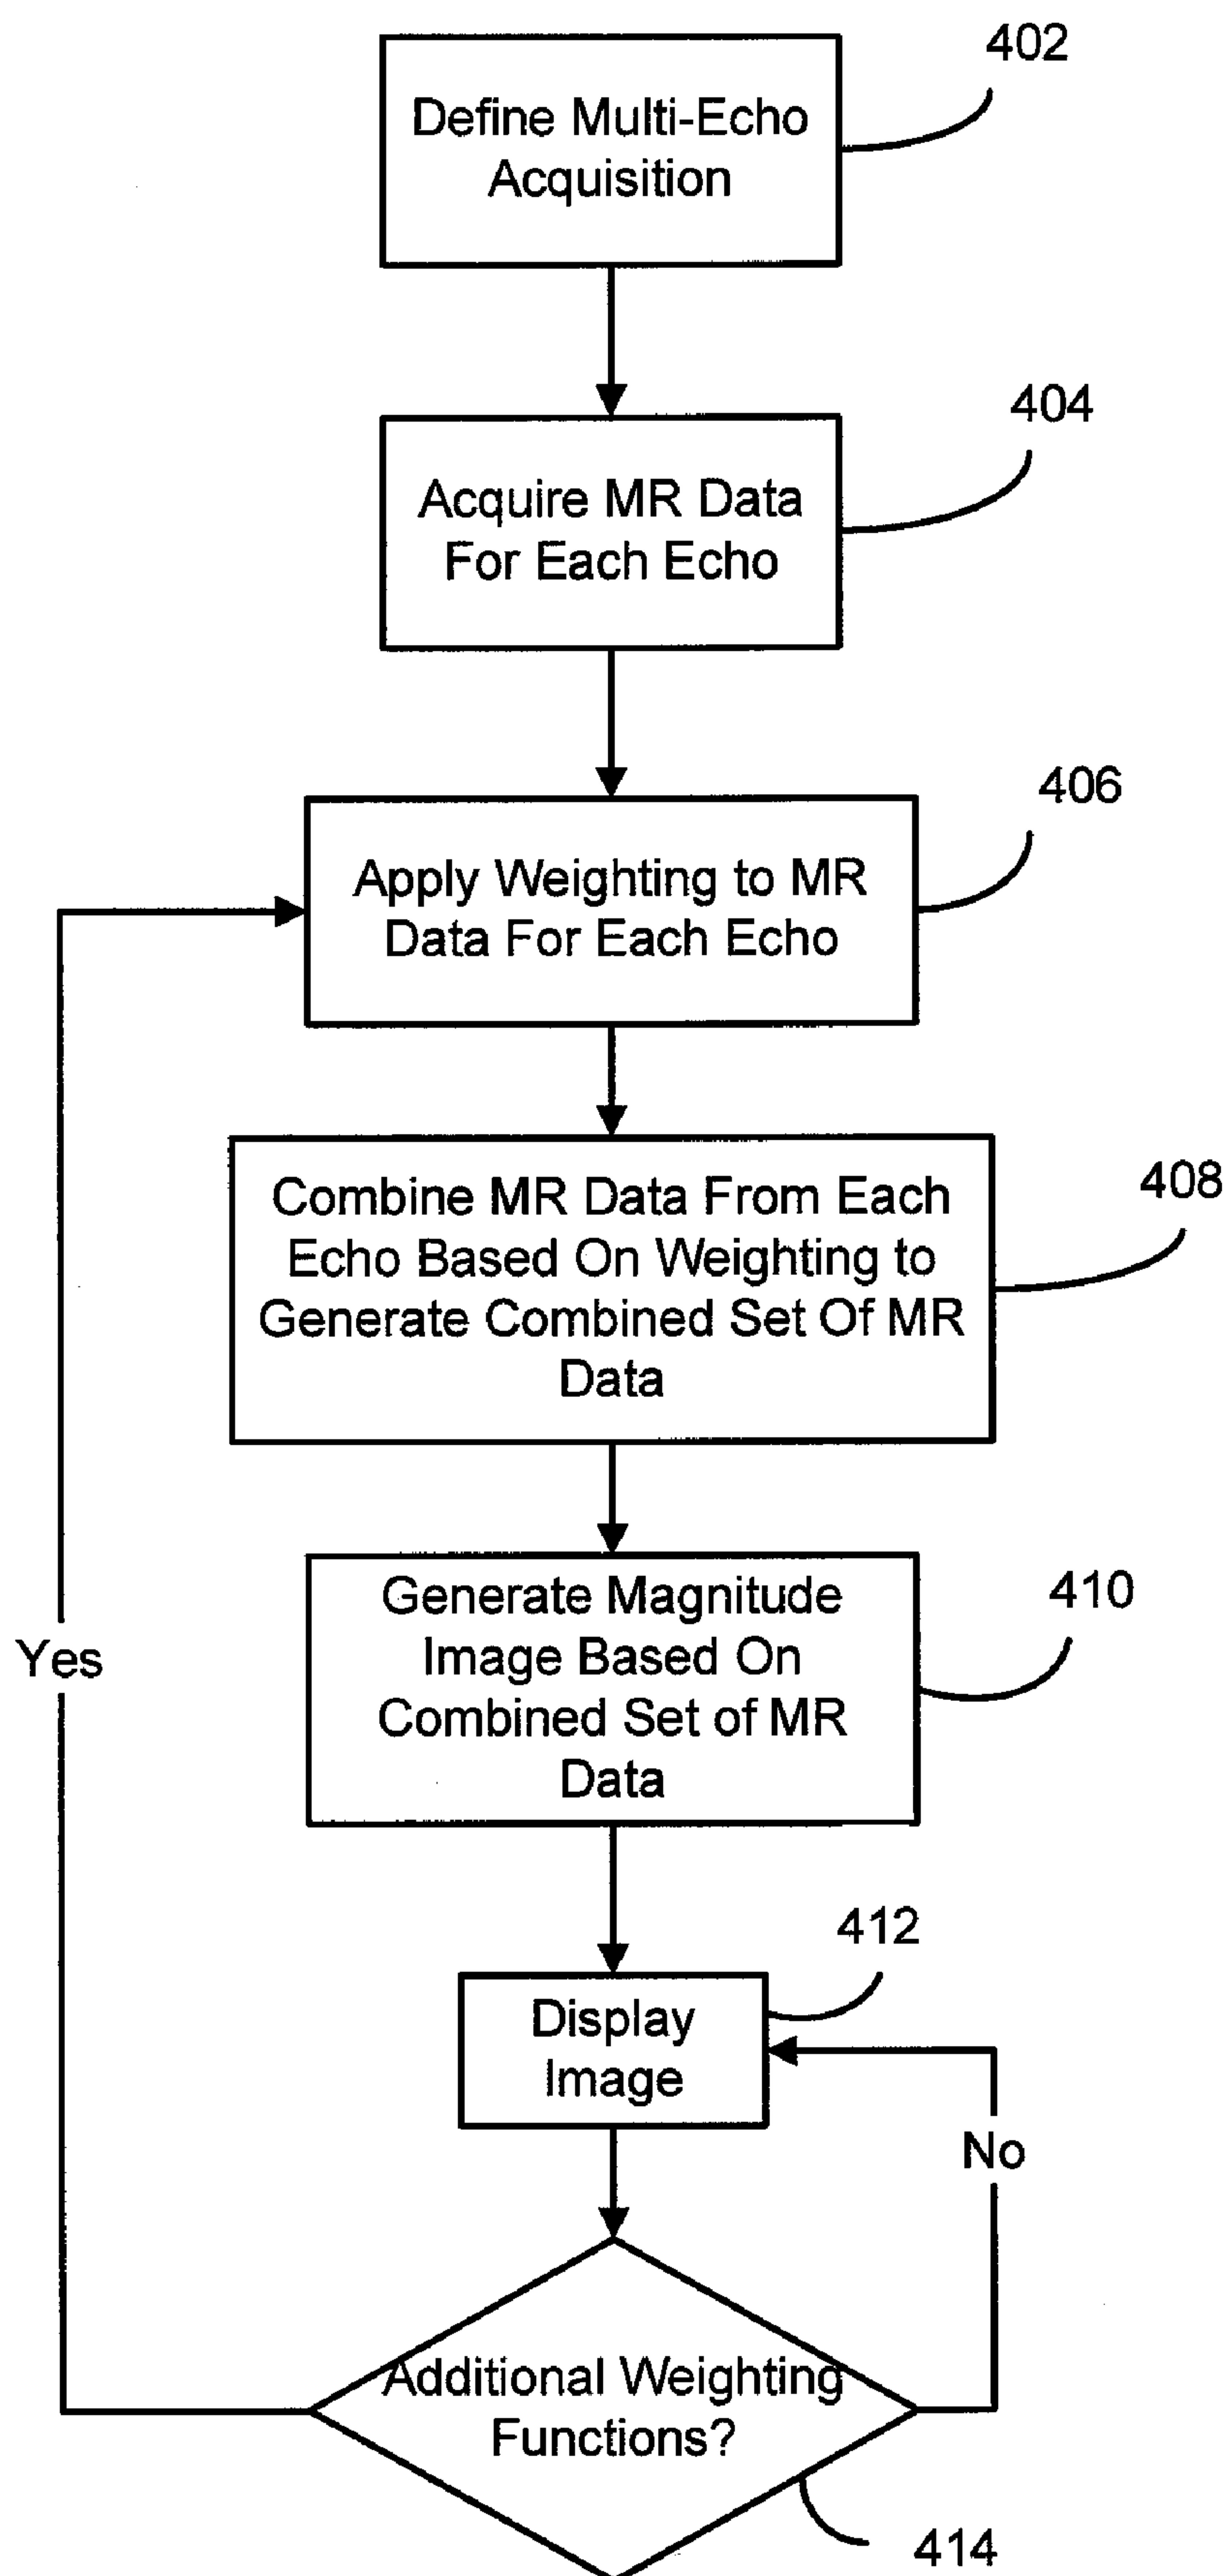 402
Define Multi-Echo
Acquisition
404
Acquire MR Data
For Each Echo
406
Apply Weighting to MR
Data For Each Echo
408
Combine MR Data From Each
Echo Based On Weighting to
Generate Combined Set Of MR
Data
410
Generate Magnitude
Image Based On
Combined Set of MR
Data
Yes
412
Display
Image
No
Additional Weighting
Functions?
414